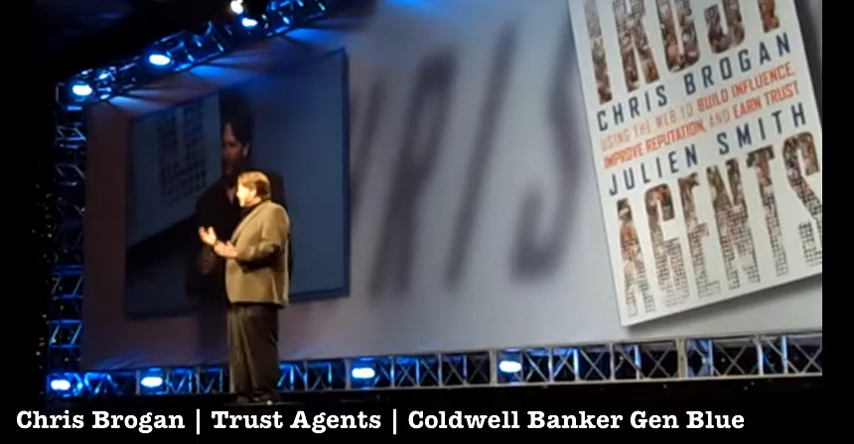 TRUST
CHRIS BROGAN
USING THE WEB TO BUILD INFLUENCE,
IMPROVE REPUTATION, AND EARN TRUST
JULIEN SMITH
AGENTS
RIS
Chris Brogan | Trust Agents | Coldwell Banker Gen Blue